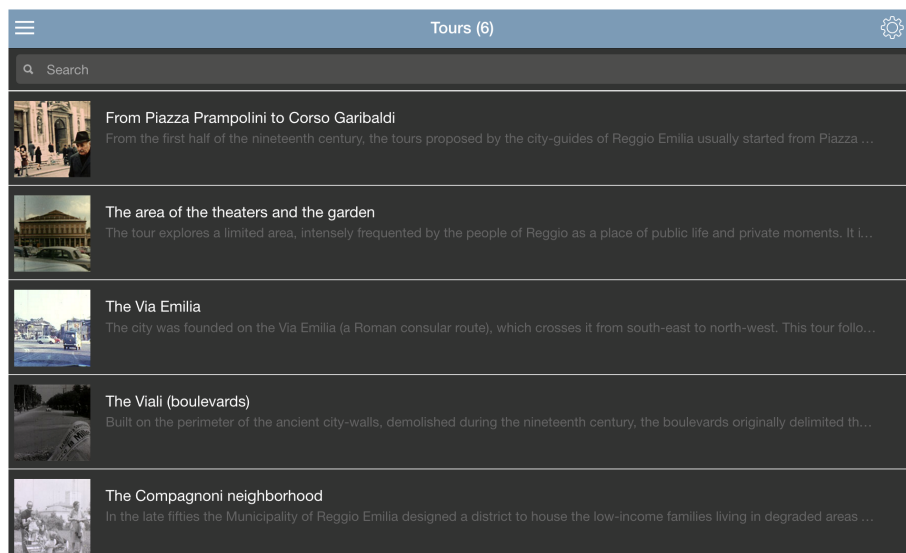 Tours (6)
Search
From Piazza Prampolini to Corso Garibaldi
From the first half of the nineteenth century, the tours proposed by the city-guides of Reggio Emilia usually started from Piazza ...
The area of the theaters and the garden
The tour explores a limited area, intensely frequented by the people of Reggio as a place of public life and private moments. It i...
The Via Emilia
The city was founded on the Via Emilia (a Roman consular route), which crosses it from south-east to north-west. This tour follo...
The Viali (boulevards)
Built on the perimeter of the ancient city-walls, demolished during the nineteenth century, the boulevards originally delimited th...
The Compagnoni neighborhood
In the late fifties the Municipality of Reggio Emilia designed a district to house the low-income families living in degraded areas ...